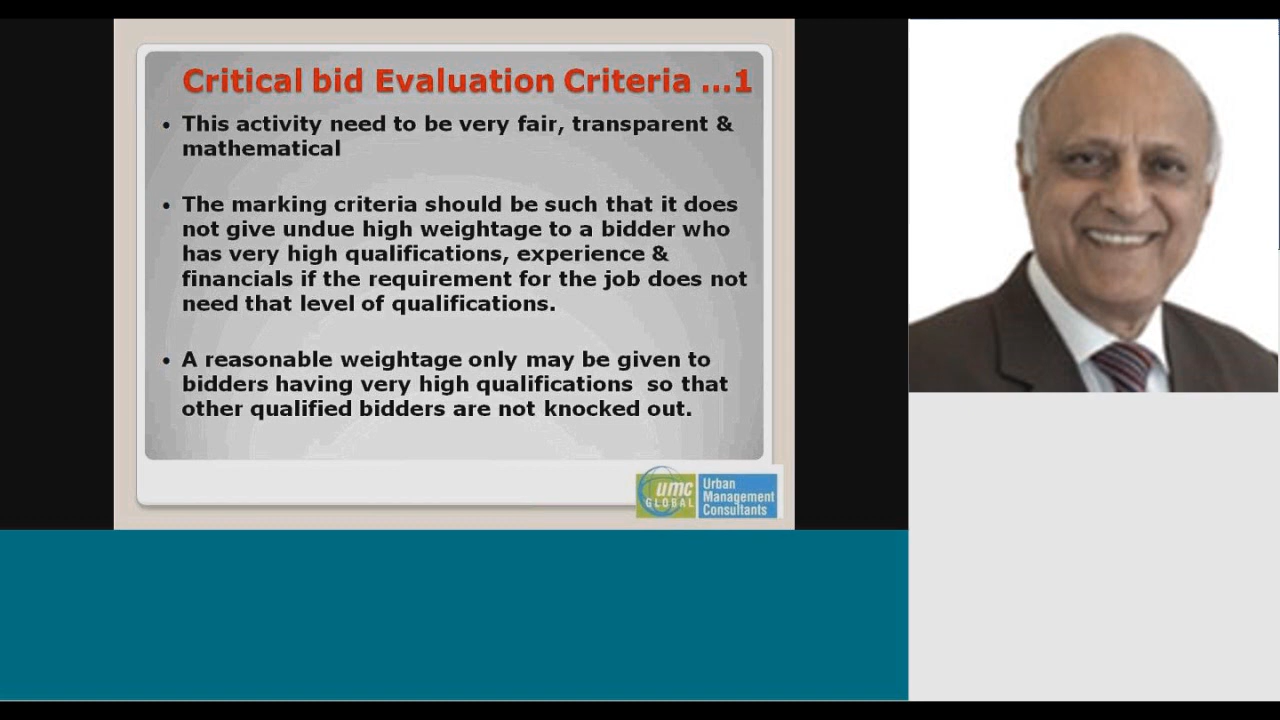 Critical bid Evaluation Criteria ...1
• This activity need to be very fair, transparent &
mathematical
• The marking criteria should be such that it does
not give undue high weightage to a bidder who
has very high qualifications, experience &
financials if the requirement for the job does not
need that level of qualifications.
• A reasonable weightage only may be given to
bidders having very high qualifications so that
other qualified bidders are not knocked out.
umc
GLOBAL
Urban
Management
Consultants